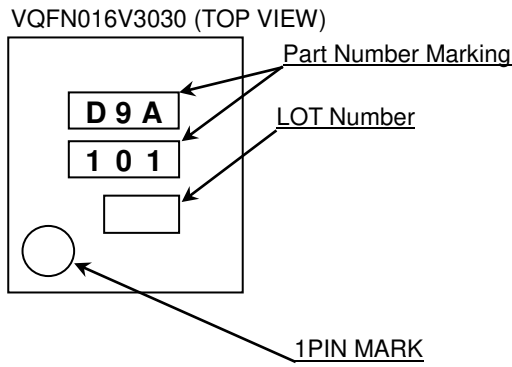 VQFN016V3030 (TOP VIEW)
Part Number Marking
D 9 A
LOT Number
1 0 1
1PIN MARK